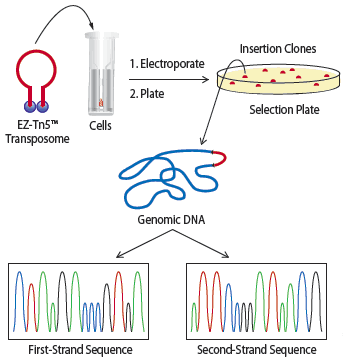 EZ-Tn5™
Transposome
Cells
1. Electroporate
2. Plate
Insertion Clones
Selection Plate
Genomic DNA
First-Strand Sequence
Second-Strand Sequence